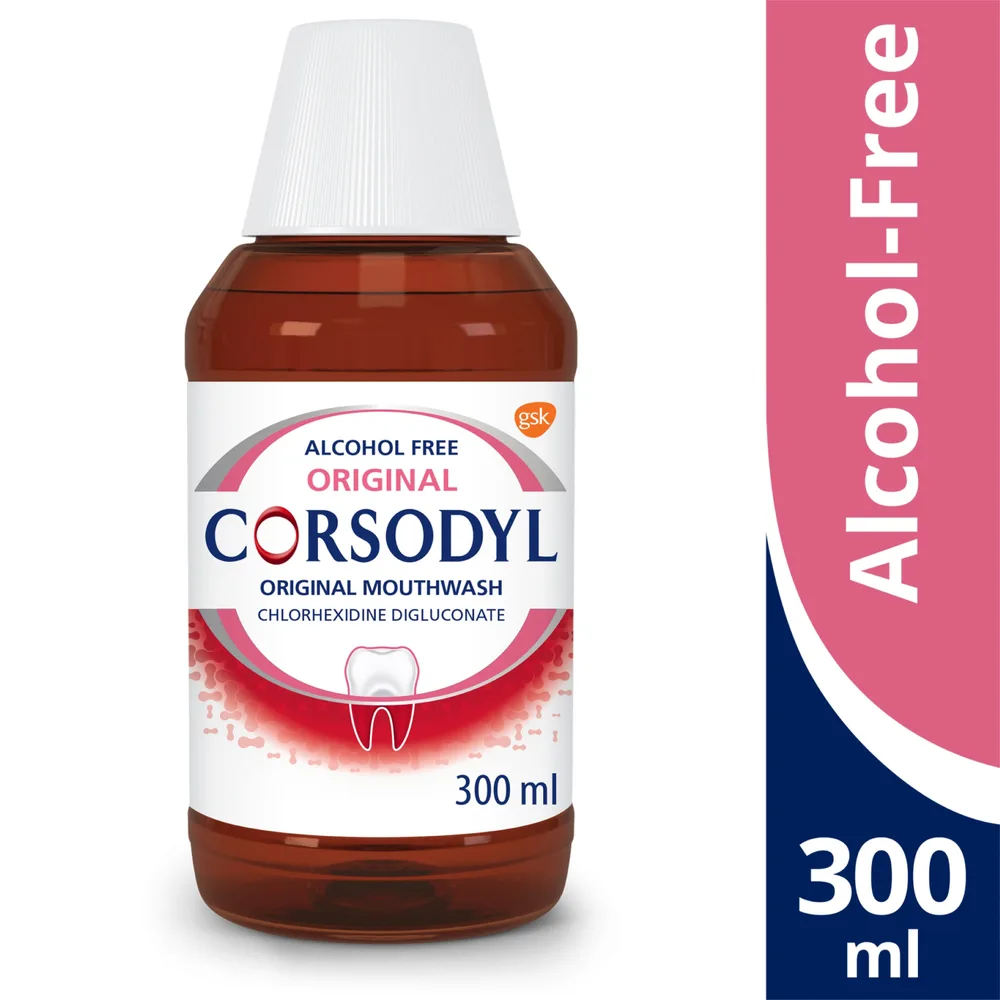 gsk
ALCOHOL FREE
ORIGINAL
CORSODYL
ORIGINAL MOUTHWASH
CHLORHEXIDINE DIGLUCONATE
300 ml
Alcohol-Free
300
ml